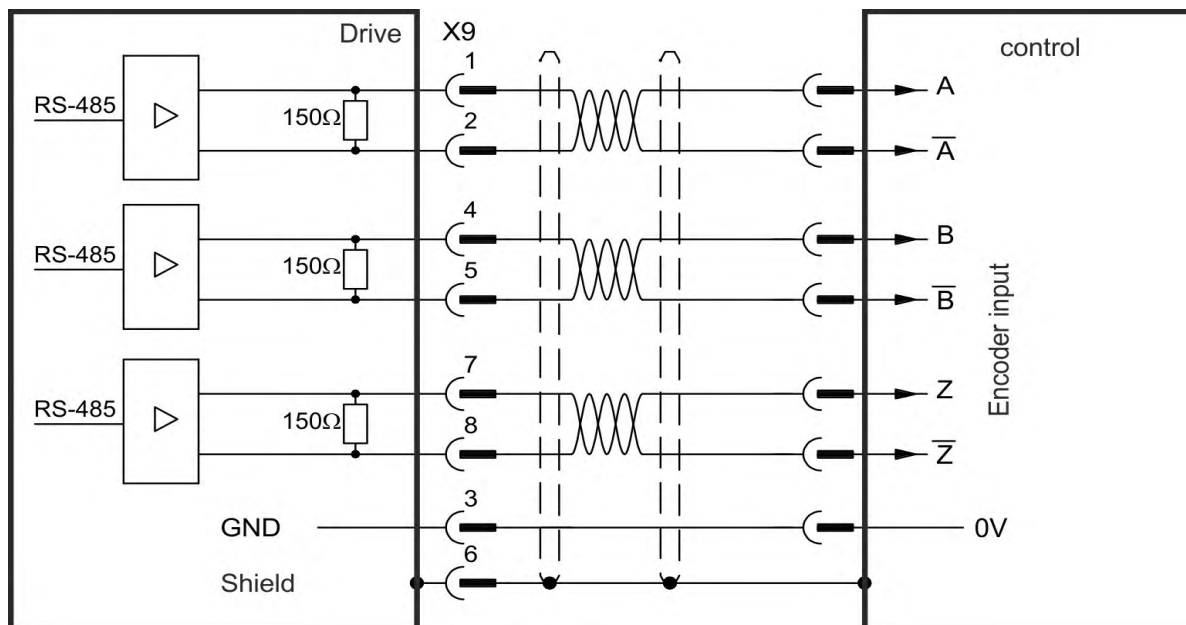 Drive
X9
control
1
RS-485
150Ω
A
2
A̅
4
RS-485
150Ω
B
5
B̅
7
RS-485
150Ω
Z
8
Z̅
Encoder input
3
GND
0V
6
Shield